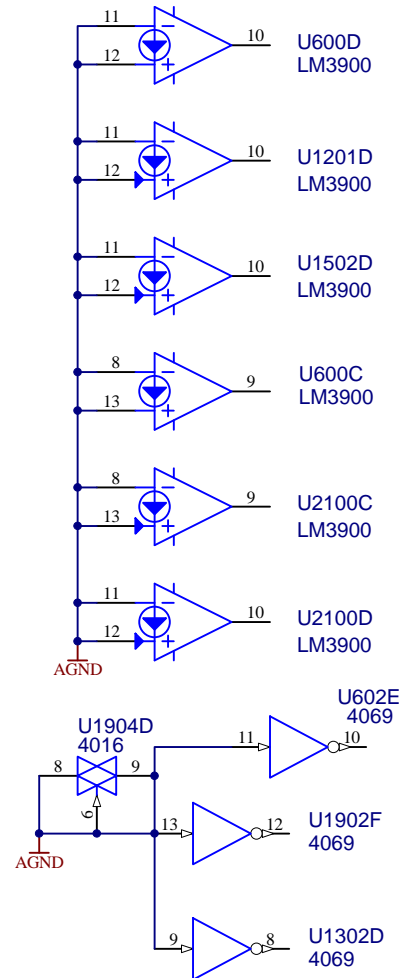 11
12
10
U600D
LM3900
11
12
10
U1201D
LM3900
11
12
10
U1502D
LM3900
8
13
9
U600C
LM3900
8
13
9
U2100C
LM3900
11
12
10
U2100D
LM3900
AGND
U602E
4069
11
10
U1904D
4016
8
9
6
13
12
U1902F
4069
AGND
9
8
U1302D
4069